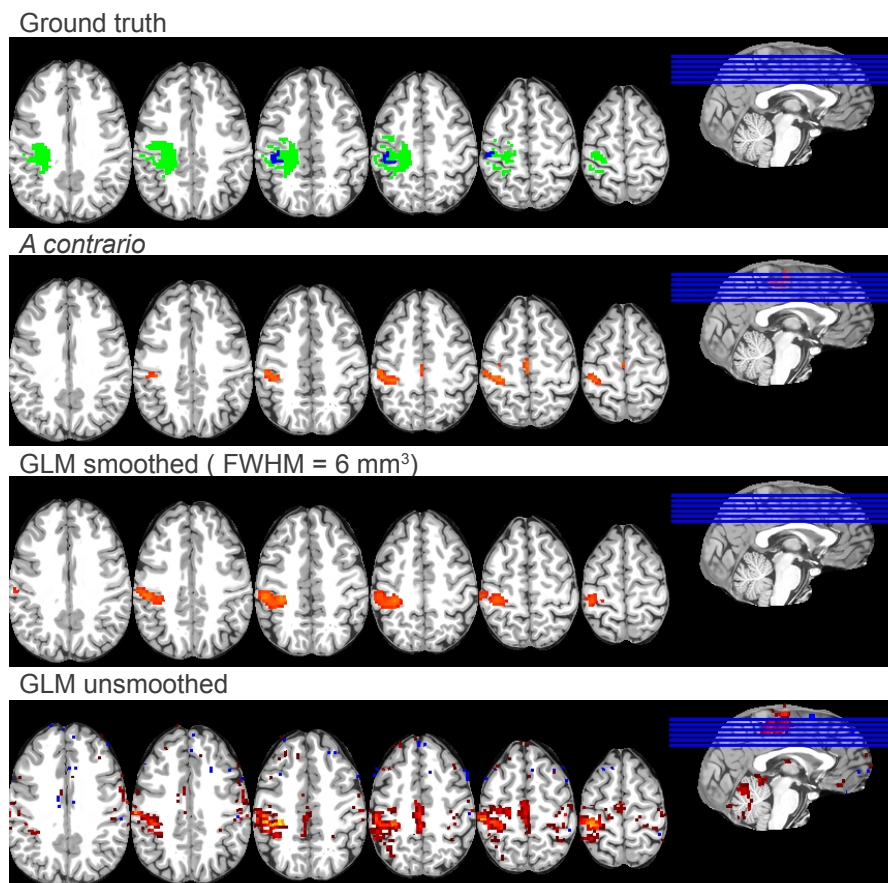 Ground truth
A contrario
GLM smoothed ( FWHM = 6 mm³)
GLM unsmoothed